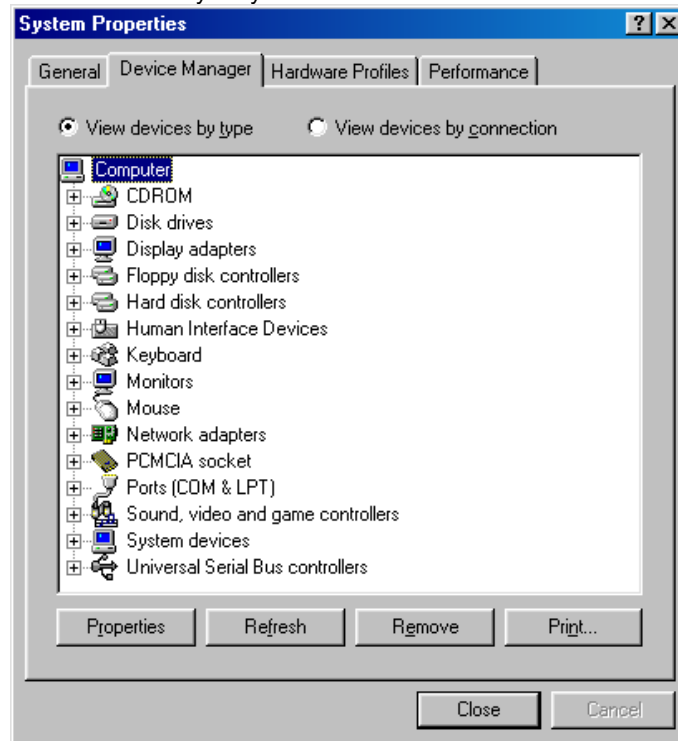 System Properties
General Device Manager Hardware Profiles Performance
View devices by type View devices by connection
Computer
CDROM
Disk drives
Display adapters
Floppy disk controllers
Hard disk controllers
Human Interface Devices
Keyboard
Monitors
Mouse
Network adapters
PCMCIA socket
Ports (COM & LPT)
Sound, video and game controllers
System devices
Universal Serial Bus controllers
Properties Refresh Remove Print...
Close Cancel